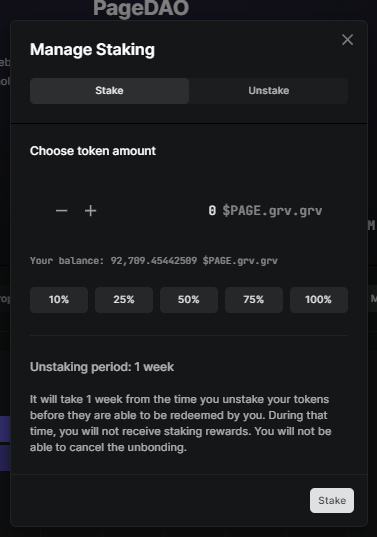 PageDAO
Manage Staking
Stake
Unstake
Choose token amount
0 $PAGE.grv.grv
Your balance: 92,709.45442509 $PAGE.grv.grv
10%
25%
50%
75%
100%
Unstaking period: 1 week
It will take 1 week from the time you unstake your tokens
before they are able to be redeemed by you. During that
time, you will not receive staking rewards. You will not be
able to cancel the unbonding.
Stake